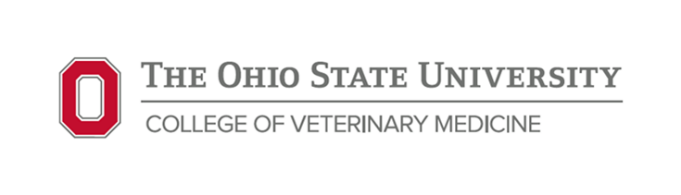 THE OHIO STATE UNIVERSITY
COLLEGE OF VETERINARY MEDICINE